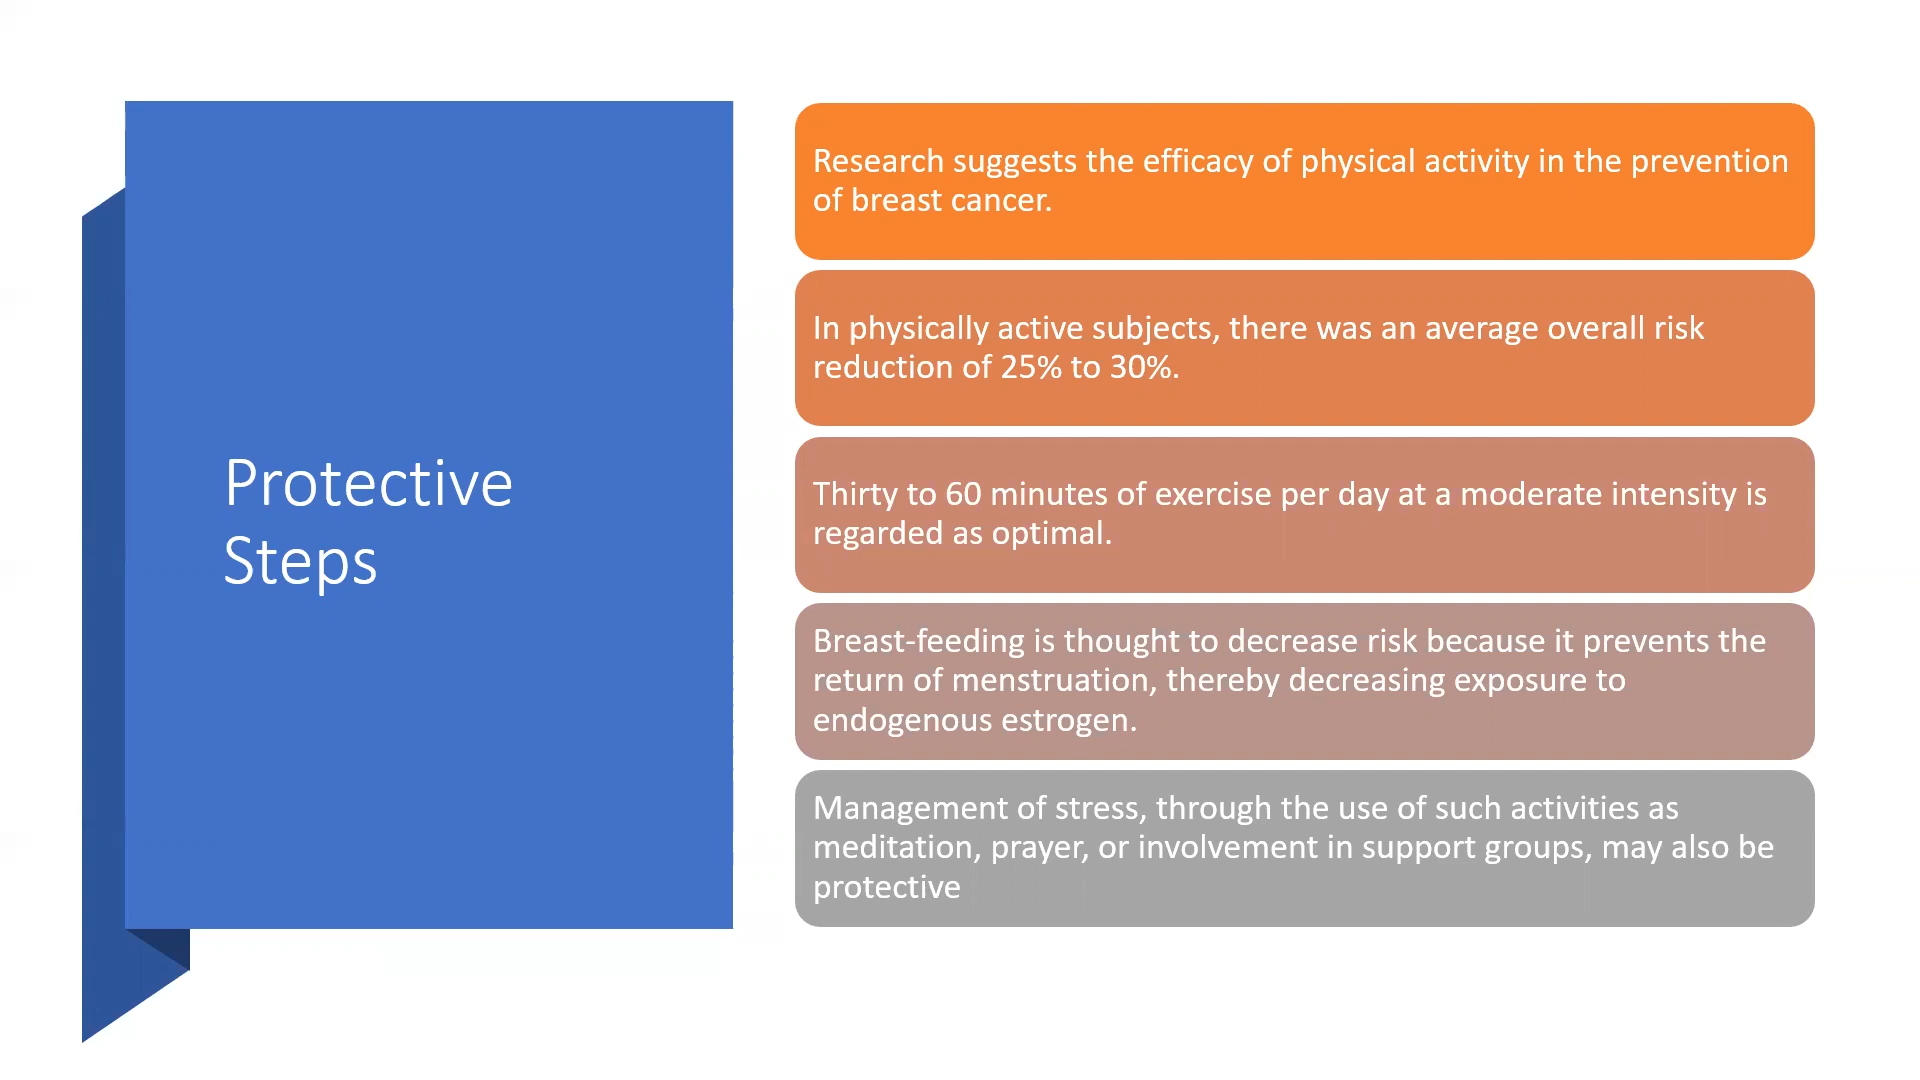 Protective
Steps
Research suggests the efficacy of physical activity in the prevention
of breast cancer.
In physically active subjects, there was an average overall risk
reduction of 25% to 30%.
Thirty to 60 minutes of exercise per day at a moderate intensity is
regarded as optimal.
Breast-feeding is thought to decrease risk because it prevents the
return of menstruation, thereby decreasing exposure to
endogenous estrogen.
Management of stress, through the use of such activities as
meditation, prayer, or involvement in support groups, may also be
protective